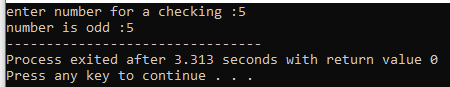 enter number for a checking :5
number is odd :5
--------------------------------
Process exited after 3.313 seconds with return value 0
Press any key to continue . . .